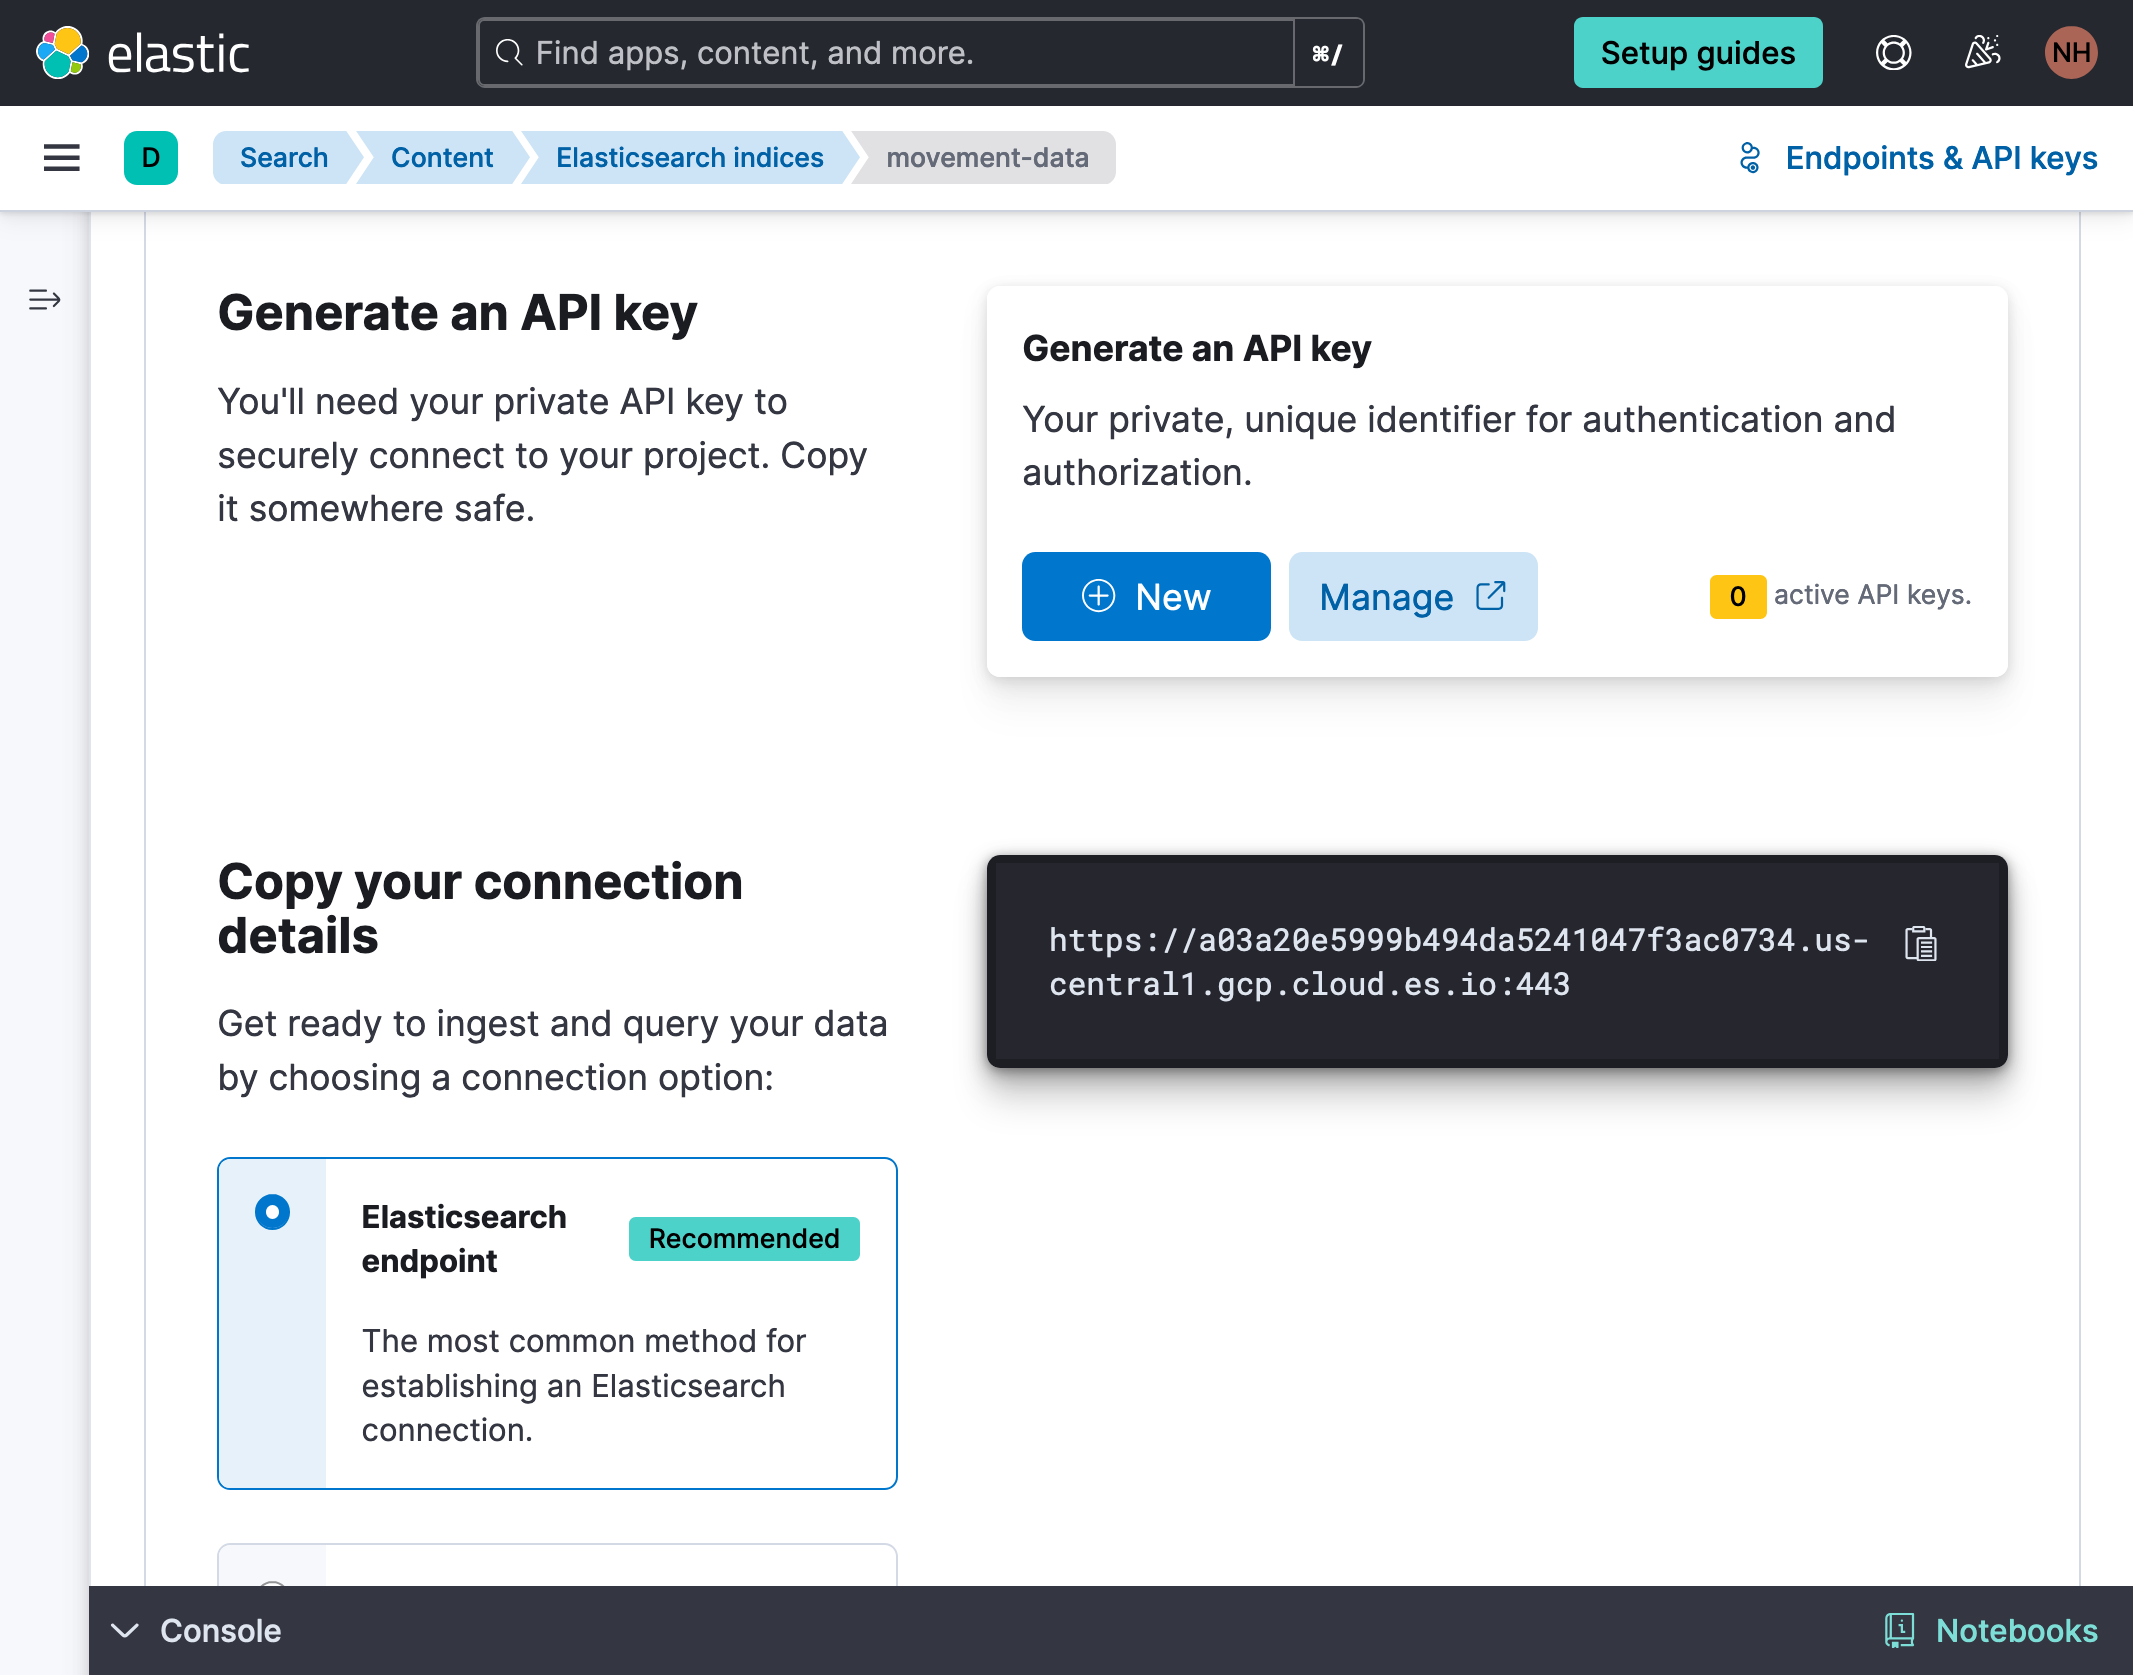 elastic
Find apps, content, and more.
⌘/
Setup guides
NH
D
Search
Content
Elasticsearch indices
movement-data
Endpoints & API keys
Generate an API key
You'll need your private API key to
securely connect to your project. Copy
it somewhere safe.
Generate an API key
Your private, unique identifier for authentication and
authorization.
New
Manage
0 active API keys.
Copy your connection
details
Get ready to ingest and query your data
by choosing a connection option:
https://a03a20e5999b494da5241047f3ac0734.us-
central1.gcp.cloud.es.io:443
Elasticsearch
endpoint
Recommended
The most common method for
establishing an Elasticsearch
connection.
Console
Notebooks